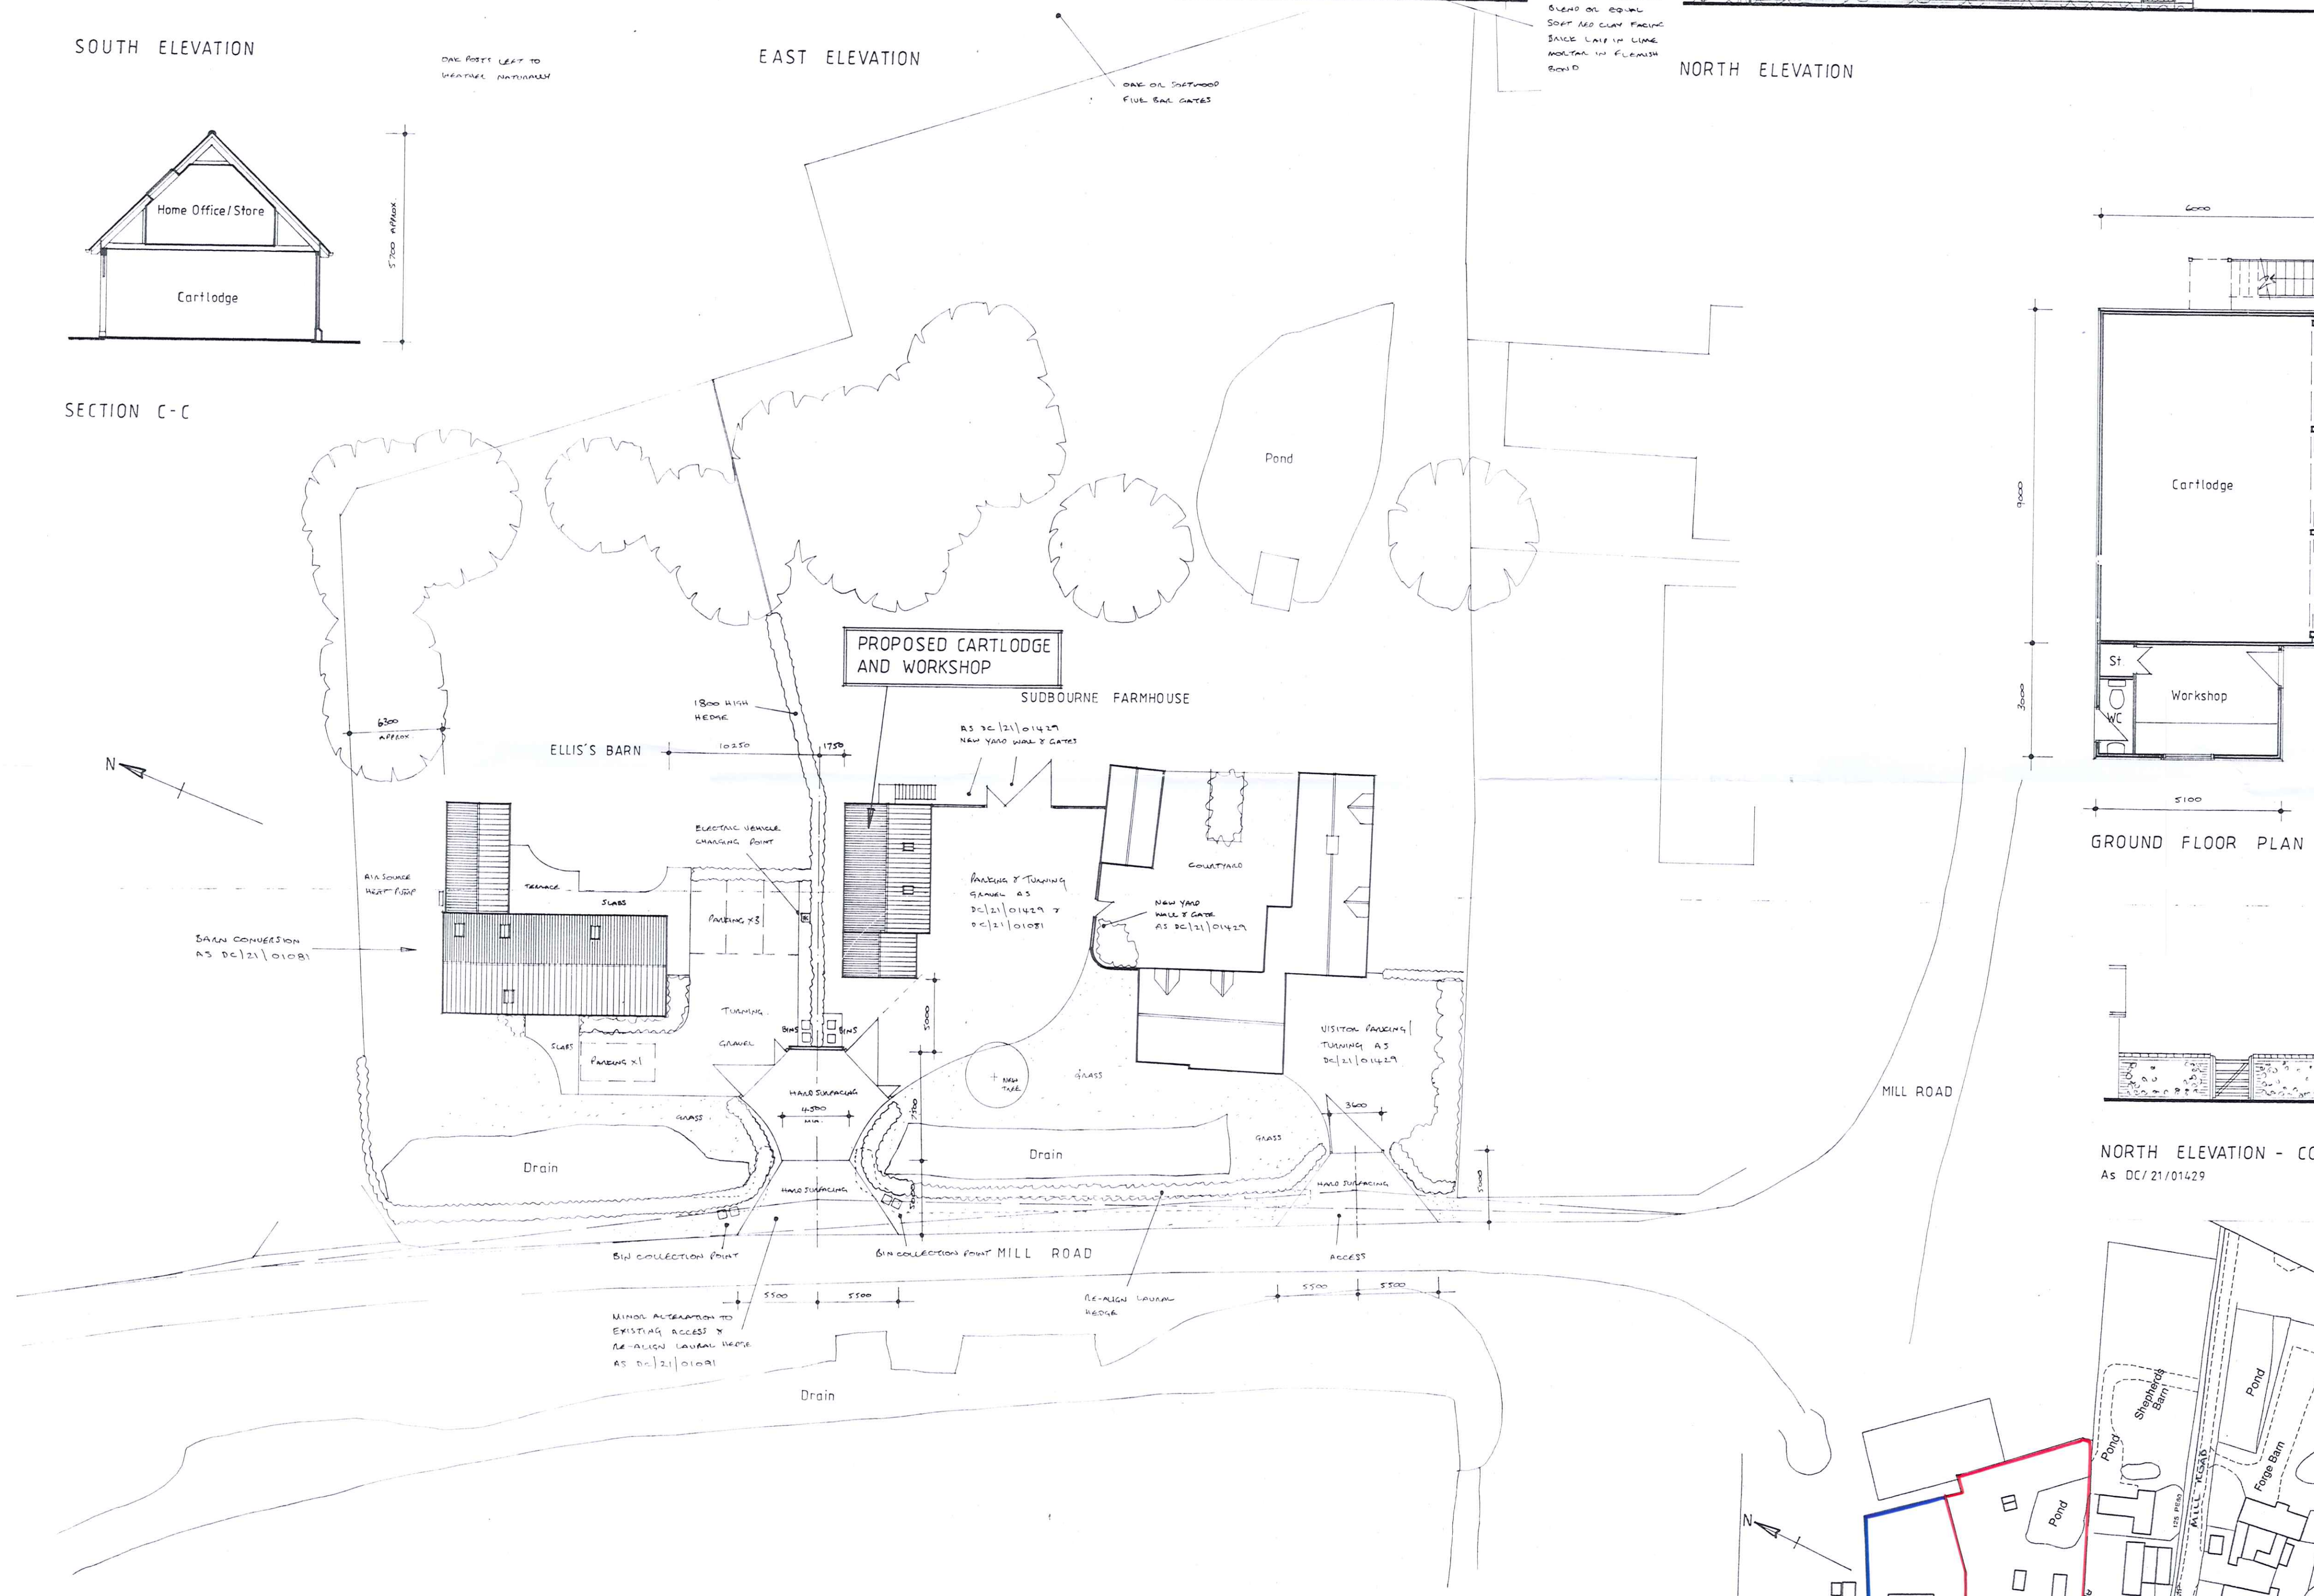 SOUTH ELEVATION
OAK POSTS LEFT TO
WEATHER NATURALLY
EAST ELEVATION
OAK OR SOFTWOOD
FIVE BAR GATES
BLEND OR EQUAL
SOFT RED CLAY FACING
BRICK LAID IN LIME
MORTAR IN FLEMISH
BOND
NORTH ELEVATION
Home Office/Store
Cartlodge
5700 APPROX.
SECTION C-C
Pond
6000
9000
3000
Cartlodge
St.
WC
Workshop
5100
GROUND FLOOR PLAN
PROPOSED CARTLODGE
AND WORKSHOP
SUDBOURNE FARMHOUSE
1800 HIGH
HEDGE
6300
APPROX.
ELLIS'S BARN
10250
1750
AS DC/21/01429
NEW YARD WALL & GATES
N
ELECTRIC VEHICLE
CHARGING POINT
AIR SOURCE
HEAT PUMP
TERRACE
SLABS
PARKING X3
PARKING & TURNING
GRAVEL AS
DC/21/01429 &
DC/21/01081
COURTYARD
NEW YARD
WALL & GATE
AS DC/21/01429
BARN CONVERSION
AS DC/21/01081
TURNING
GRAVEL
BINS
BINS
5000
SLABS
PARKING X1
HARD SURFACING
4500
MIN.
7500
NEW
TREE
GRASS
VISITOR PARKING/
TURNING AS
DC/21/01429
3600
GRASS
GRASS
Drain
Drain
HARD SURFACING
5000
HARD SURFACING
5000
MILL ROAD
NORTH ELEVATION - CO
As DC/21/01429
BIN COLLECTION POINT
BIN COLLECTION POINT
MILL ROAD
ACCESS
5500
5500
5500
5500
MINOR ALTERATION TO
EXISTING ACCESS &
RE-ALIGN LAURAL HEDGE
AS DC/21/01081
RE-ALIGN LAURAL
HEDGE
Drain
N
Pond
Pond
Shepherds
Barn
Pond
MILL ROAD
Forge Barn